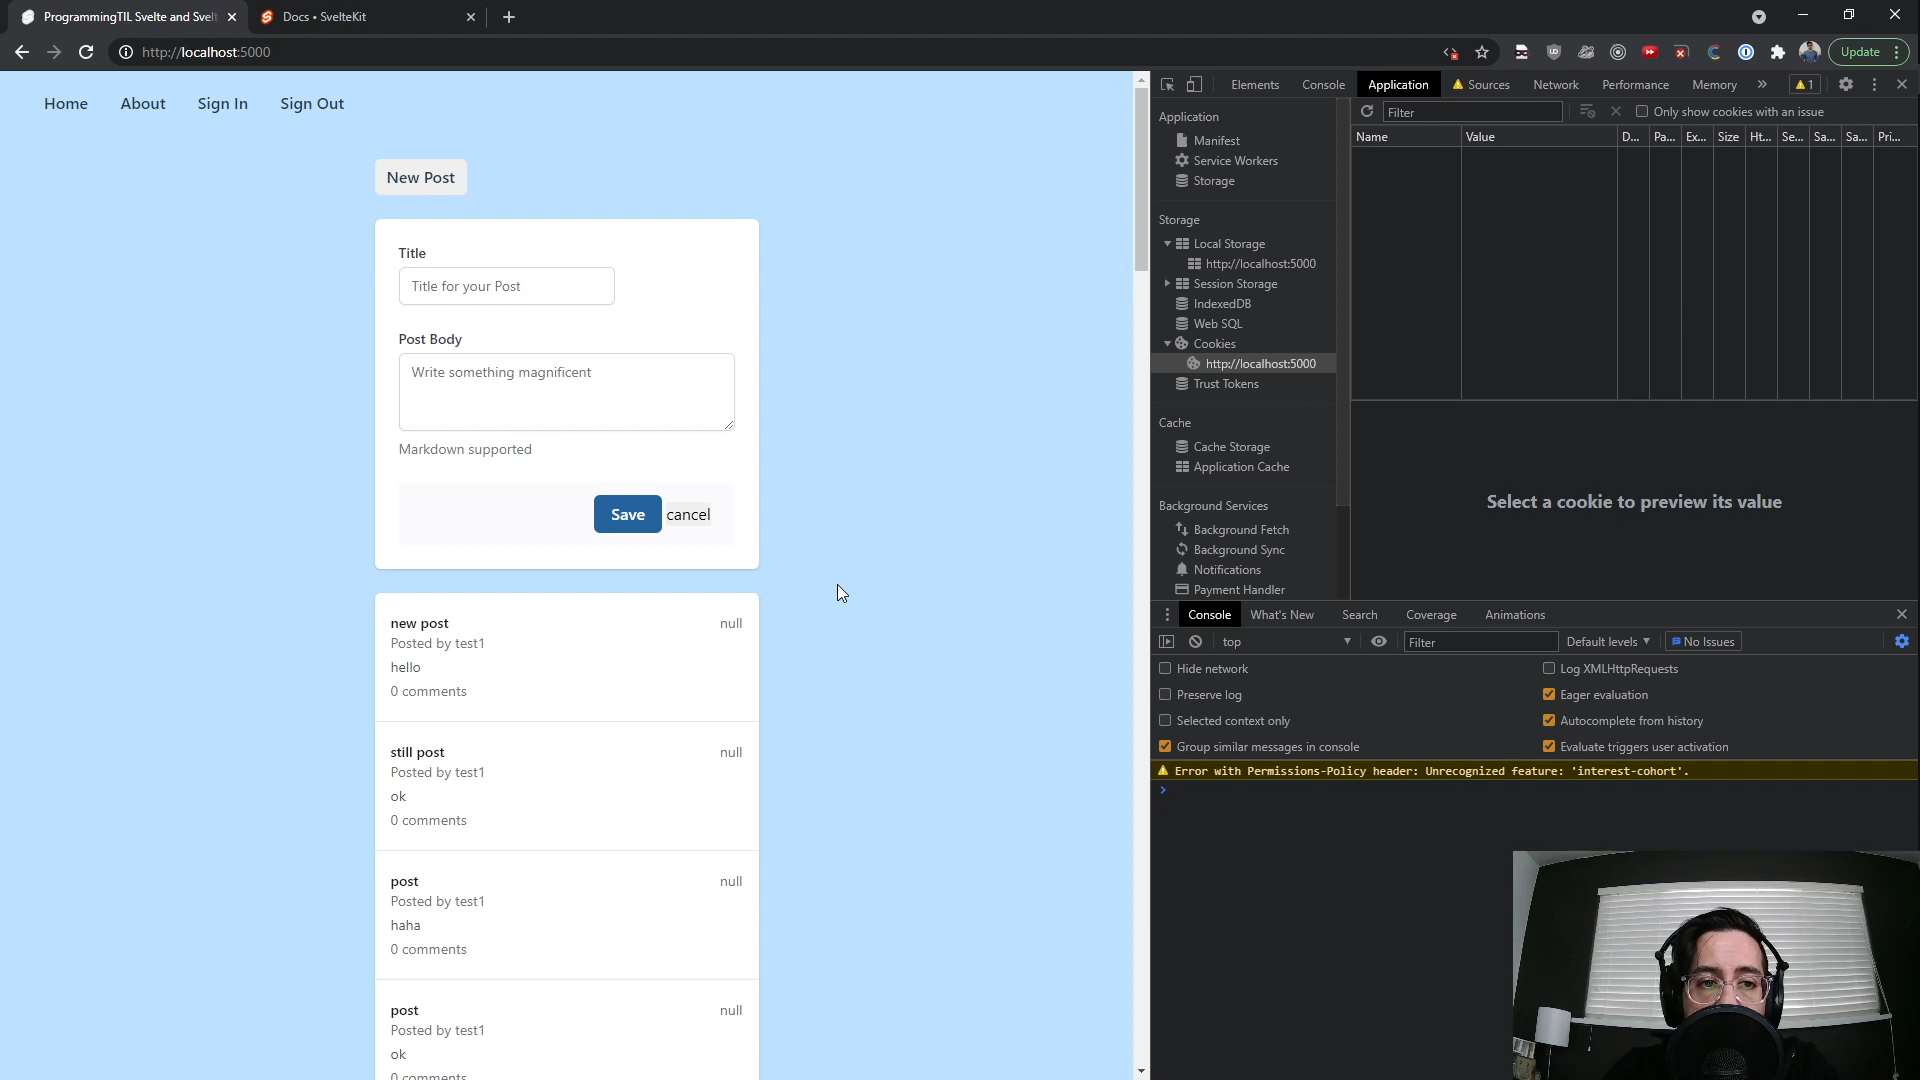 ProgrammingTIL Svelte and Svelt
Docs • SvelteKit
http://localhost:5000
Update
Home
About
Sign In
Sign Out
New Post
Title
Title for your Post
Post Body
Write something magnificent
Markdown supported
Save
cancel
new post
null
Posted by test1
hello
0 comments
still post
null
Posted by test1
ok
0 comments
post
null
Posted by test1
haha
0 comments
post
null
Posted by test1
ok
0 comments
Elements
Console
Application
Sources
Network
Performance
Memory
1
Application
Manifest
Service Workers
Storage
Storage
Local Storage
http://localhost:5000
Session Storage
IndexedDB
Web SQL
Cookies
http://localhost:5000
Trust Tokens
Cache
Cache Storage
Application Cache
Background Services
Background Fetch
Background Sync
Notifications
Payment Handler
Filter
Only show cookies with an issue
Name
Value
D...
Pa...
Ex...
Size
Ht...
Se...
Sa...
Sa...
Pri...
Select a cookie to preview its value
Console
What's New
Search
Coverage
Animations
top
Filter
Default levels
No Issues
Hide network
Log XMLHttpRequests
Preserve log
Eager evaluation
Selected context only
Autocomplete from history
Group similar messages in console
Evaluate triggers user activation
Error with Permissions-Policy header: Unrecognized feature: 'interest-cohort'.